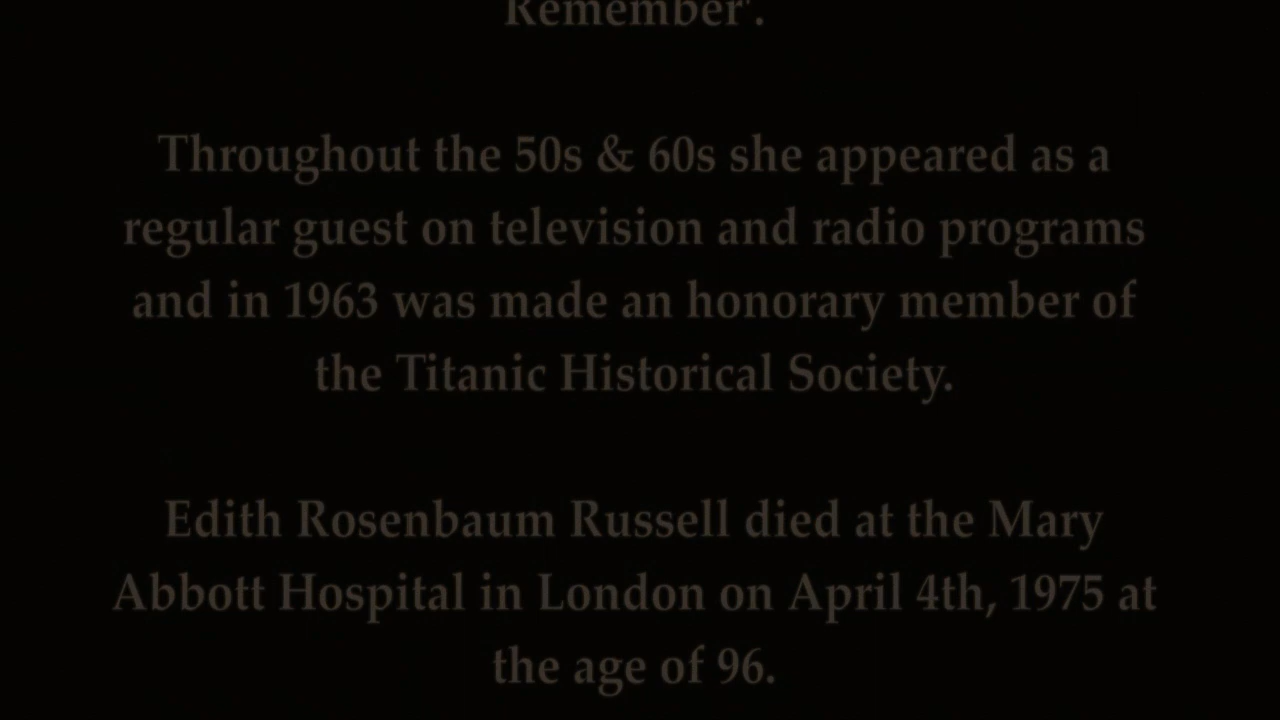 Remember'.
Throughout the 50s & 60s she appeared as a
regular guest on television and radio programs
and in 1963 was made an honorary member of
the Titanic Historical Society.
Edith Rosenbaum Russell died at the Mary
Abbott Hospital in London on April 4th, 1975 at
the age of 96.